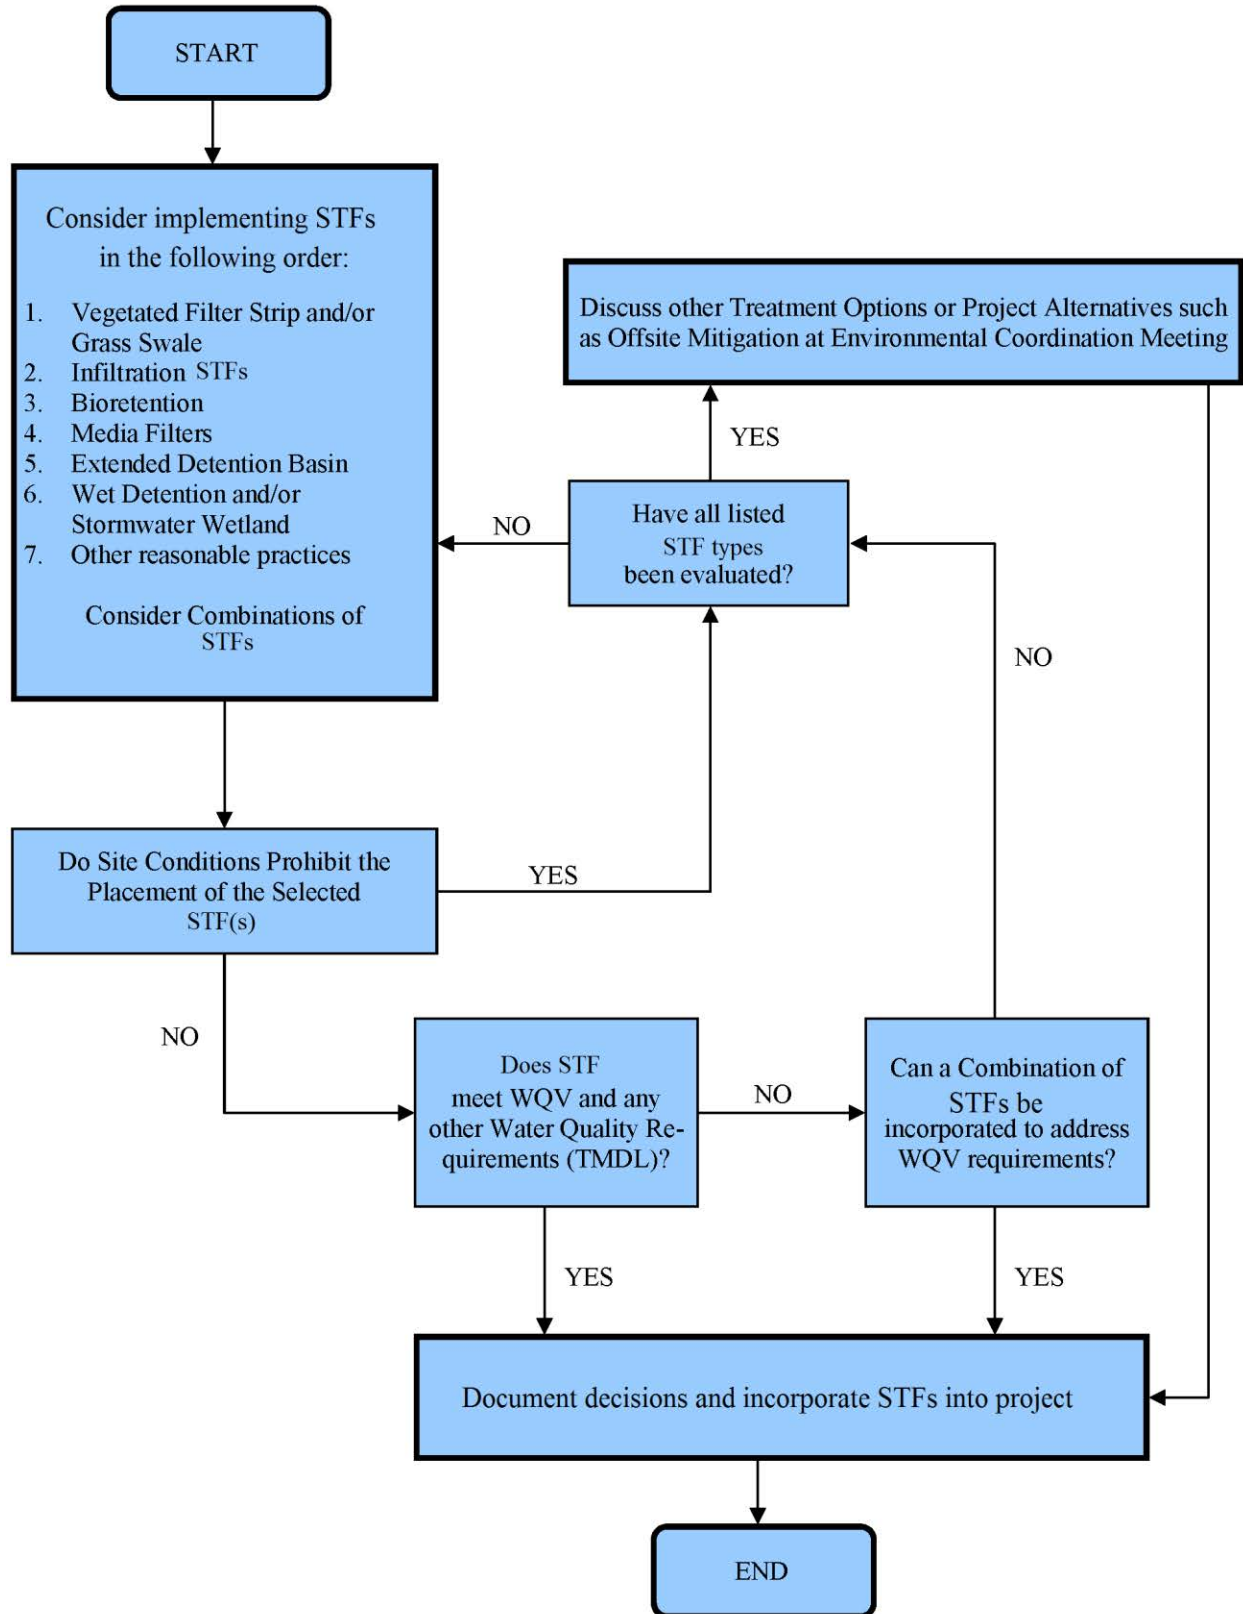 START
Consider implementing STFs
in the following order:
1. Vegetated Filter Strip and/or
Grass Swale
2. Infiltration STFs
3. Bioretention
4. Media Filters
5. Extended Detention Basin
6. Wet Detention and/or
Stormwater Wetland
7. Other reasonable practices
Consider Combinations of
STFs
Discuss other Treatment Options or Project Alternatives such
as Offsite Mitigation at Environmental Coordination Meeting
YES
Have all listed
STF types
been evaluated?
NO
NO
Do Site Conditions Prohibit the
Placement of the Selected
STF(s)
YES
NO
Does STF
meet WQV and any
other Water Quality Re-
quirements (TMDL)?
NO
Can a Combination of
STFs be
incorporated to address
WQV requirements?
YES
YES
Document decisions and incorporate STFs into project
END